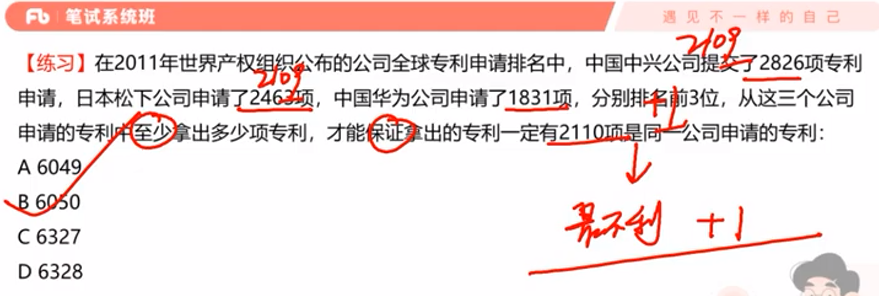 Fb 笔试系统班
遇见不一样的自己
2109
【练习】在2011年世界产权组织公布的公司全球专利申请排名中，中国中兴公司提交了2826项专利
2109
申请，日本松下公司申请了2463项，中国华为公司申请了1831项，分别排名前3位，从这三个公司
+1
申请的专利中至少拿出多少项专利，才能保证拿出的专利一定有2110项是同一公司申请的专利：
A 6049
B 6050
最不利 +1
C 6327
D 6328